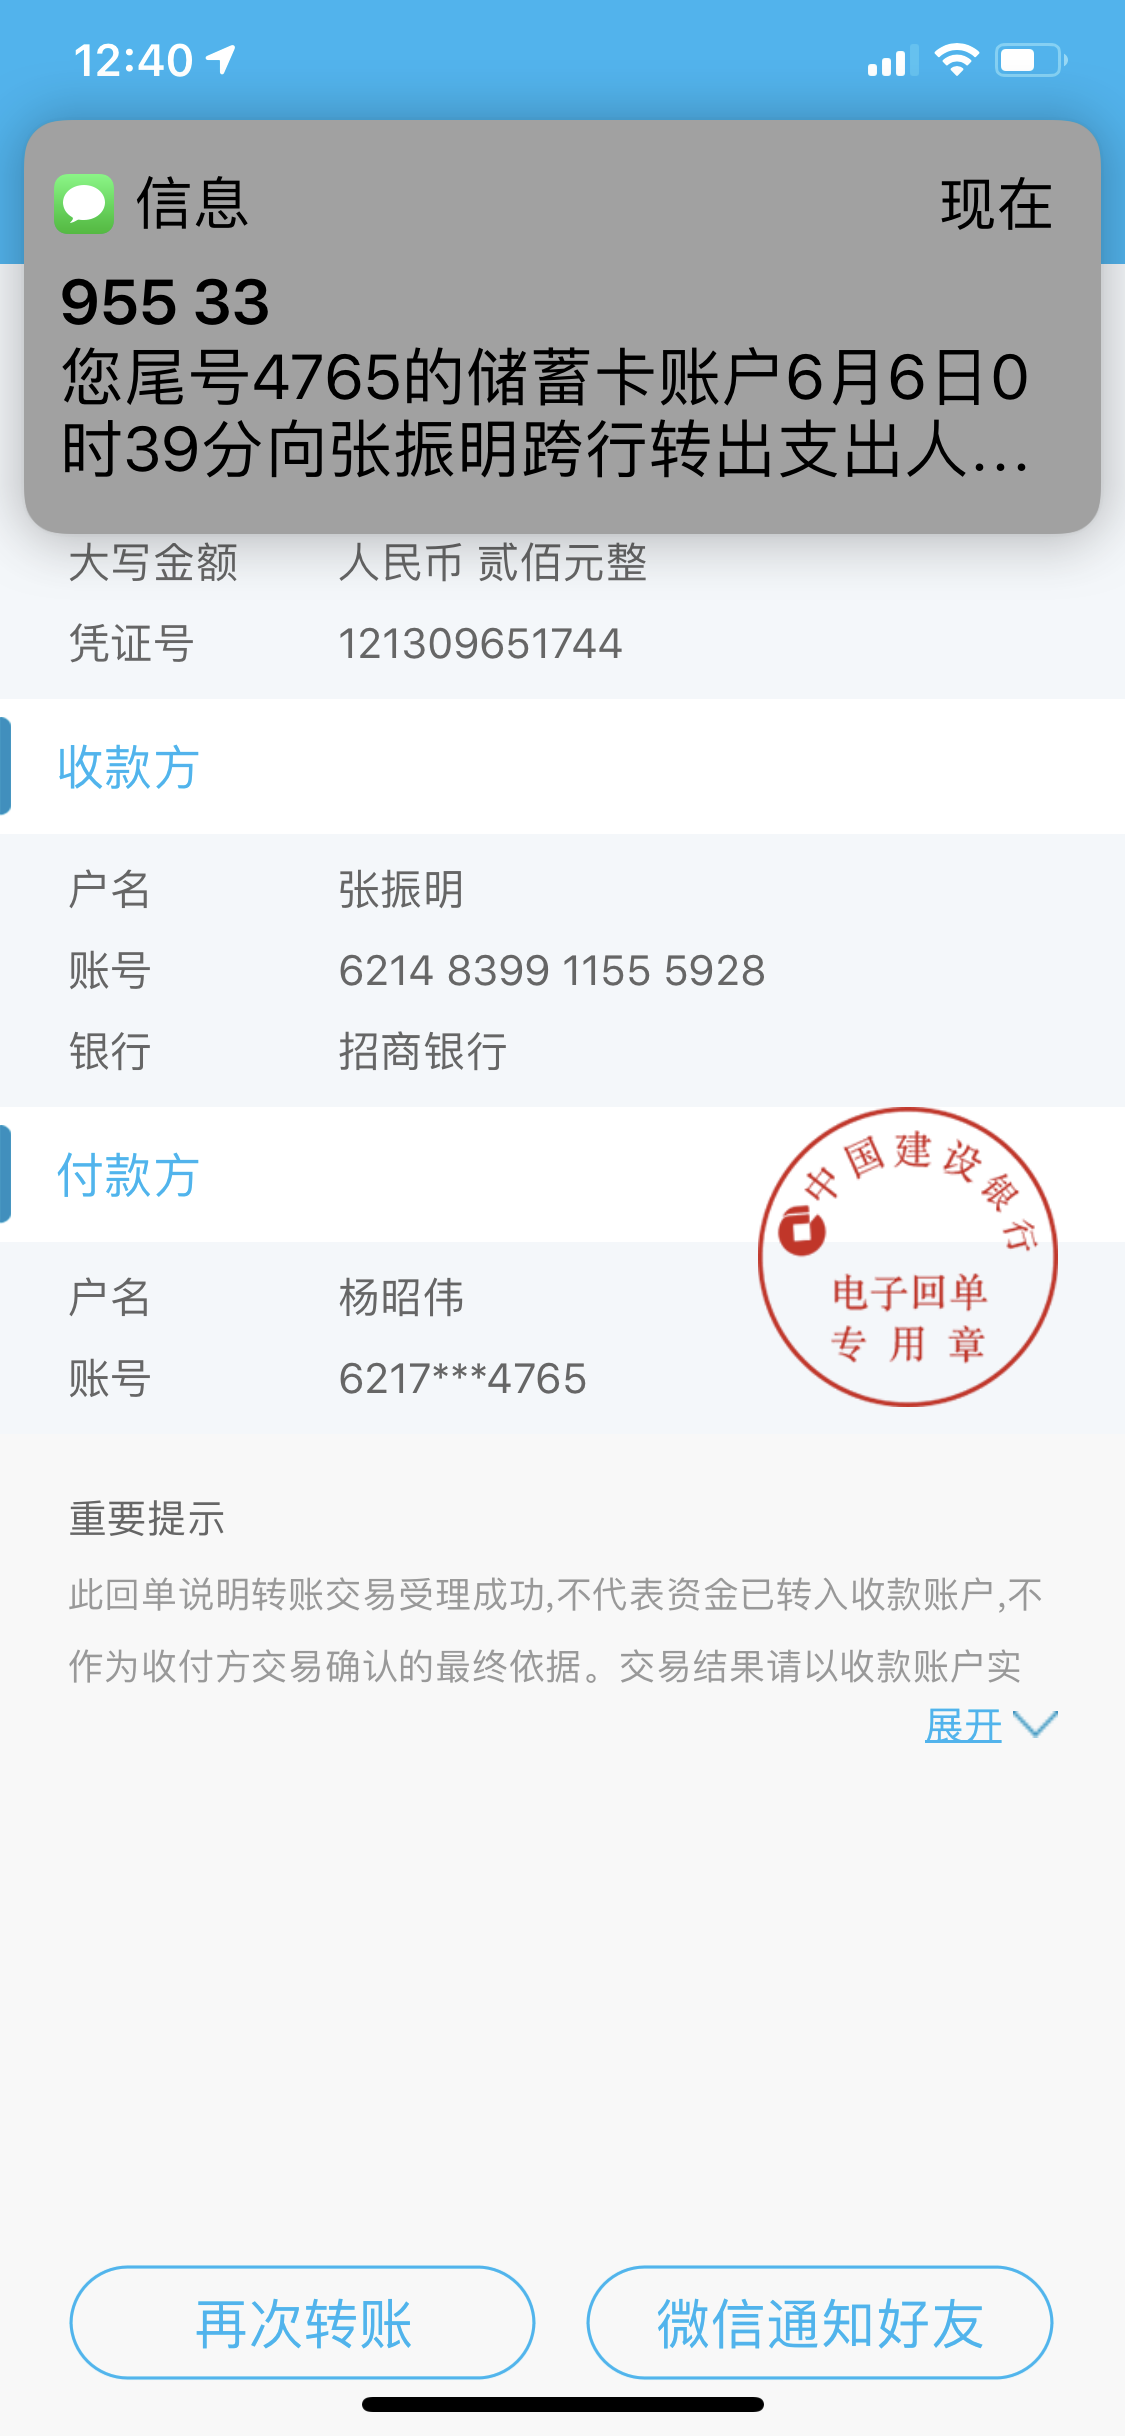 12:40
信息 现在
955 33
您尾号4765的储蓄卡账户6月6日0
时39分向张振明跨行转出支出人…
大写金额 人民币 贰佰元整
凭证号 121309651744
收款方
户名 张振明
账号 6214 8399 1155 5928
银行 招商银行
付款方
中国建设银行
电子回单
专用章
户名 杨昭伟
账号 6217***4765
重要提示
此回单说明转账交易受理成功,不代表资金已转入收款账户,不
作为收付方交易确认的最终依据。交易结果请以收款账户实
展开
再次转账 微信通知好友